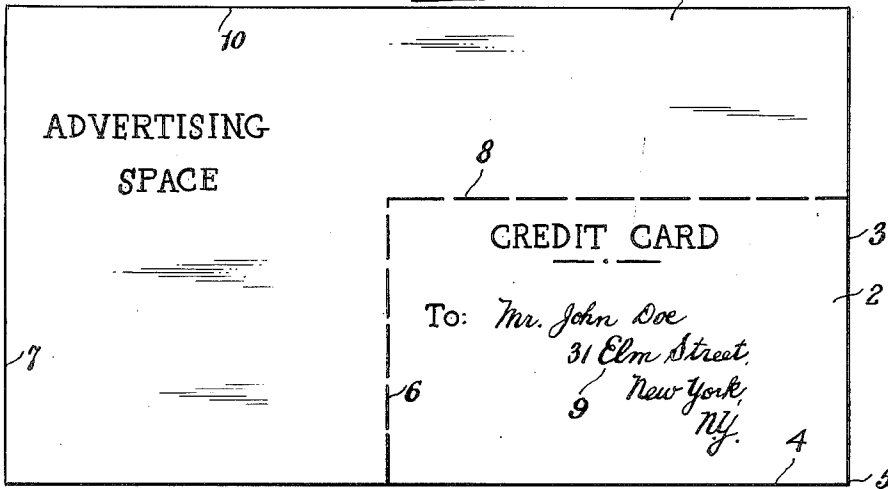 10
ADVERTISING
SPACE
8
CREDIT CARD
3
2
To: Mr. John Doe
31 Elm Street,
7
6
9
New York,
N.Y.
4
5